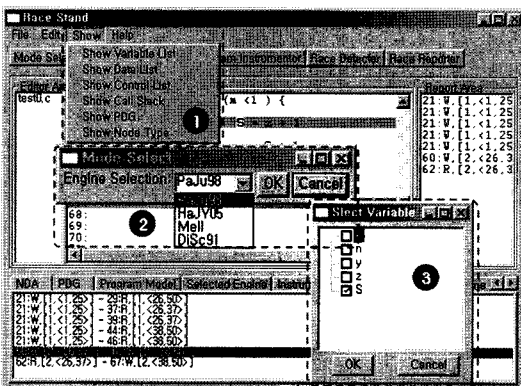 Race Stand
File Edit Show Help
Mode Race Instrumentor Race Detector Race Reporter
Show Variable List
Show Data List
Show Control List
Show Call Stack
Show PDG
Show Node Type
1
Editor
test0.c
(m <1 ) {
Report Area
21:W,[1,<1,25
21:W,[1,<1,25
21:W,[1,<1,25
21:W,[1,<1,25
21:W,[1,<1,25
60:W,[2,<26,3
62:R,[2,<26,3
Mode Select
Engine Selection
PaJu98
OK
Cancel
HaJY05
Mell
DiSc91
2
68:
69:
70:
Slect Variable
n
y
z
S
3
OK
Cancel
NDA PDG Program Model Selected Engine
21:W,[1,<1,25>] - 29:R,[1,<26,50>]
21:W,[1,<1,25>] - 37:R,[1,<26,37>]
21:W,[1,<1,25>] - 39:R,[1,<26,37>]
21:W,[1,<1,25>] - 44:R,[1,<38,50>]
21:W,[1,<1,25>] - 46:R,[1,<38,50>]
62:R,[2,<26,37>] - 67:W,[2,<38,50>]